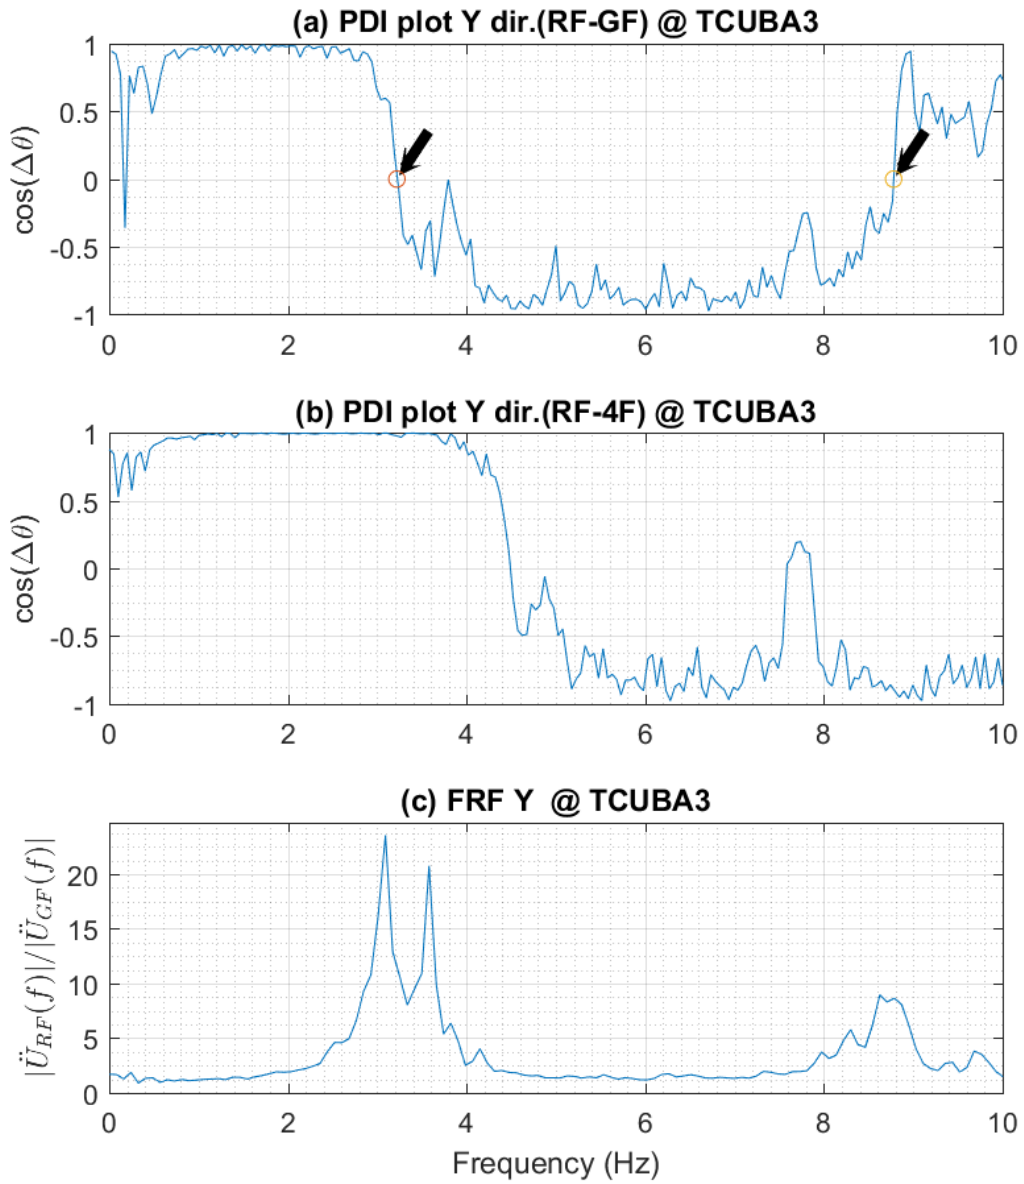 (a) PDI plot Y dir.(RF-GF) @ TCUBA3
1
0.5
0
-0.5
-1
cos(Δθ)
0 2 4 6 8 10
(b) PDI plot Y dir.(RF-4F) @ TCUBA3
1
0.5
0
-0.5
-1
cos(Δθ)
0 2 4 6 8 10
(c) FRF Y @ TCUBA3
20
15
10
5
0
|Ü_RF(f)|/|Ü_GF(f)|
0 2 4 6 8 10
Frequency (Hz)